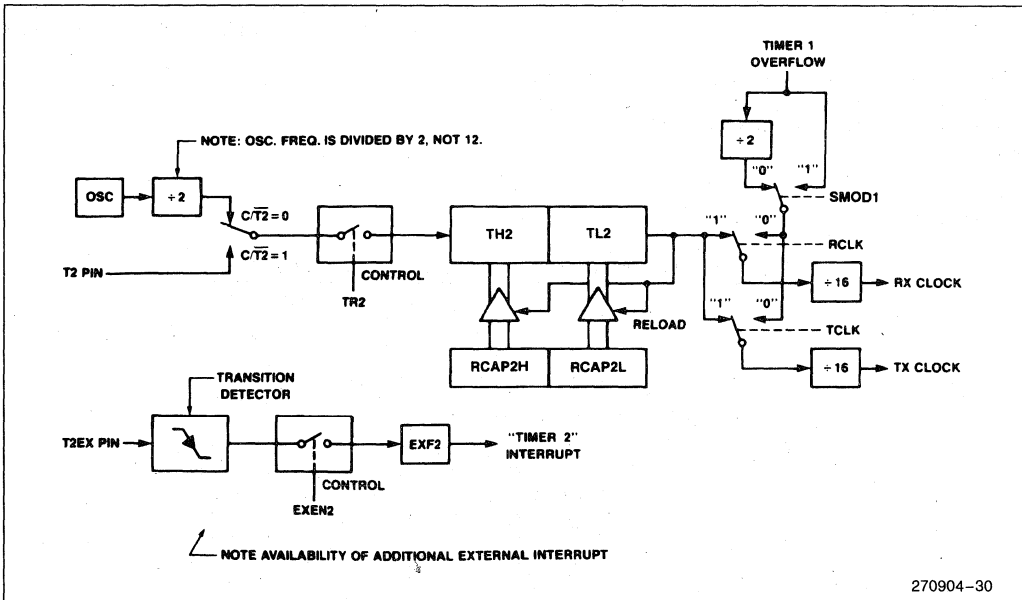 TIMER 1
OVERFLOW
NOTE: OSC. FREQ. IS DIVIDED BY 2, NOT 12.
÷2
"0"
"1"
OSC
÷2
SMOD1
C/T2̅ = 0
TH2
TL2
"1"
"0"
RCLK
C/T2̅ = 1
T2 PIN
CONTROL
÷16
RX CLOCK
TR2
"1"
"0"
RELOAD
TCLK
RCAP2H
RCAP2L
÷16
TX CLOCK
TRANSITION
DETECTOR
T2EX PIN
EXF2
"TIMER 2"
INTERRUPT
CONTROL
EXEN2
NOTE AVAILABILITY OF ADDITIONAL EXTERNAL INTERRUPT
270904-30